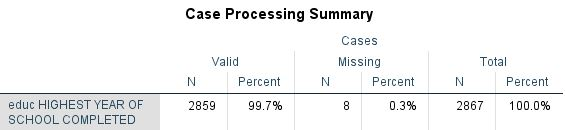 Case Processing Summary
Cases
Valid Missing Total
N Percent N Percent N Percent
educ HIGHEST YEAR OF SCHOOL COMPLETED 2859 99.7% 8 0.3% 2867 100.0%